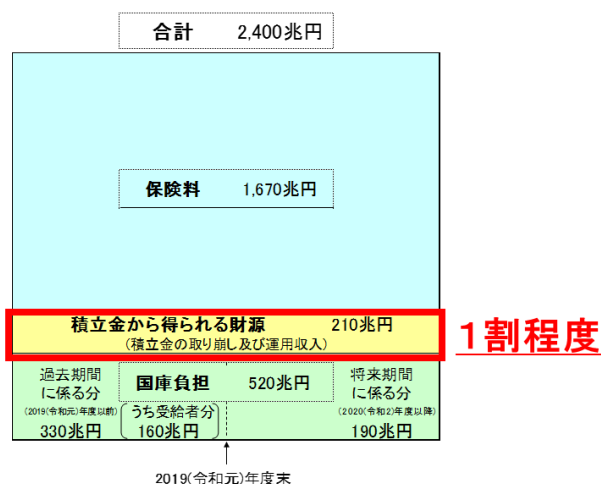 合計 2,400兆円
保険料 1,670兆円
積立金から得られる財源 210兆円
(積立金の取り崩し及び運用収入)
1割程度
過去期間
に係る分
(2019(令和元)年度以前)
330兆円
国庫負担 520兆円
うち受給者分
160兆円
将来期間
に係る分
(2020(令和2)年度以降)
190兆円
2019(令和元)年度末